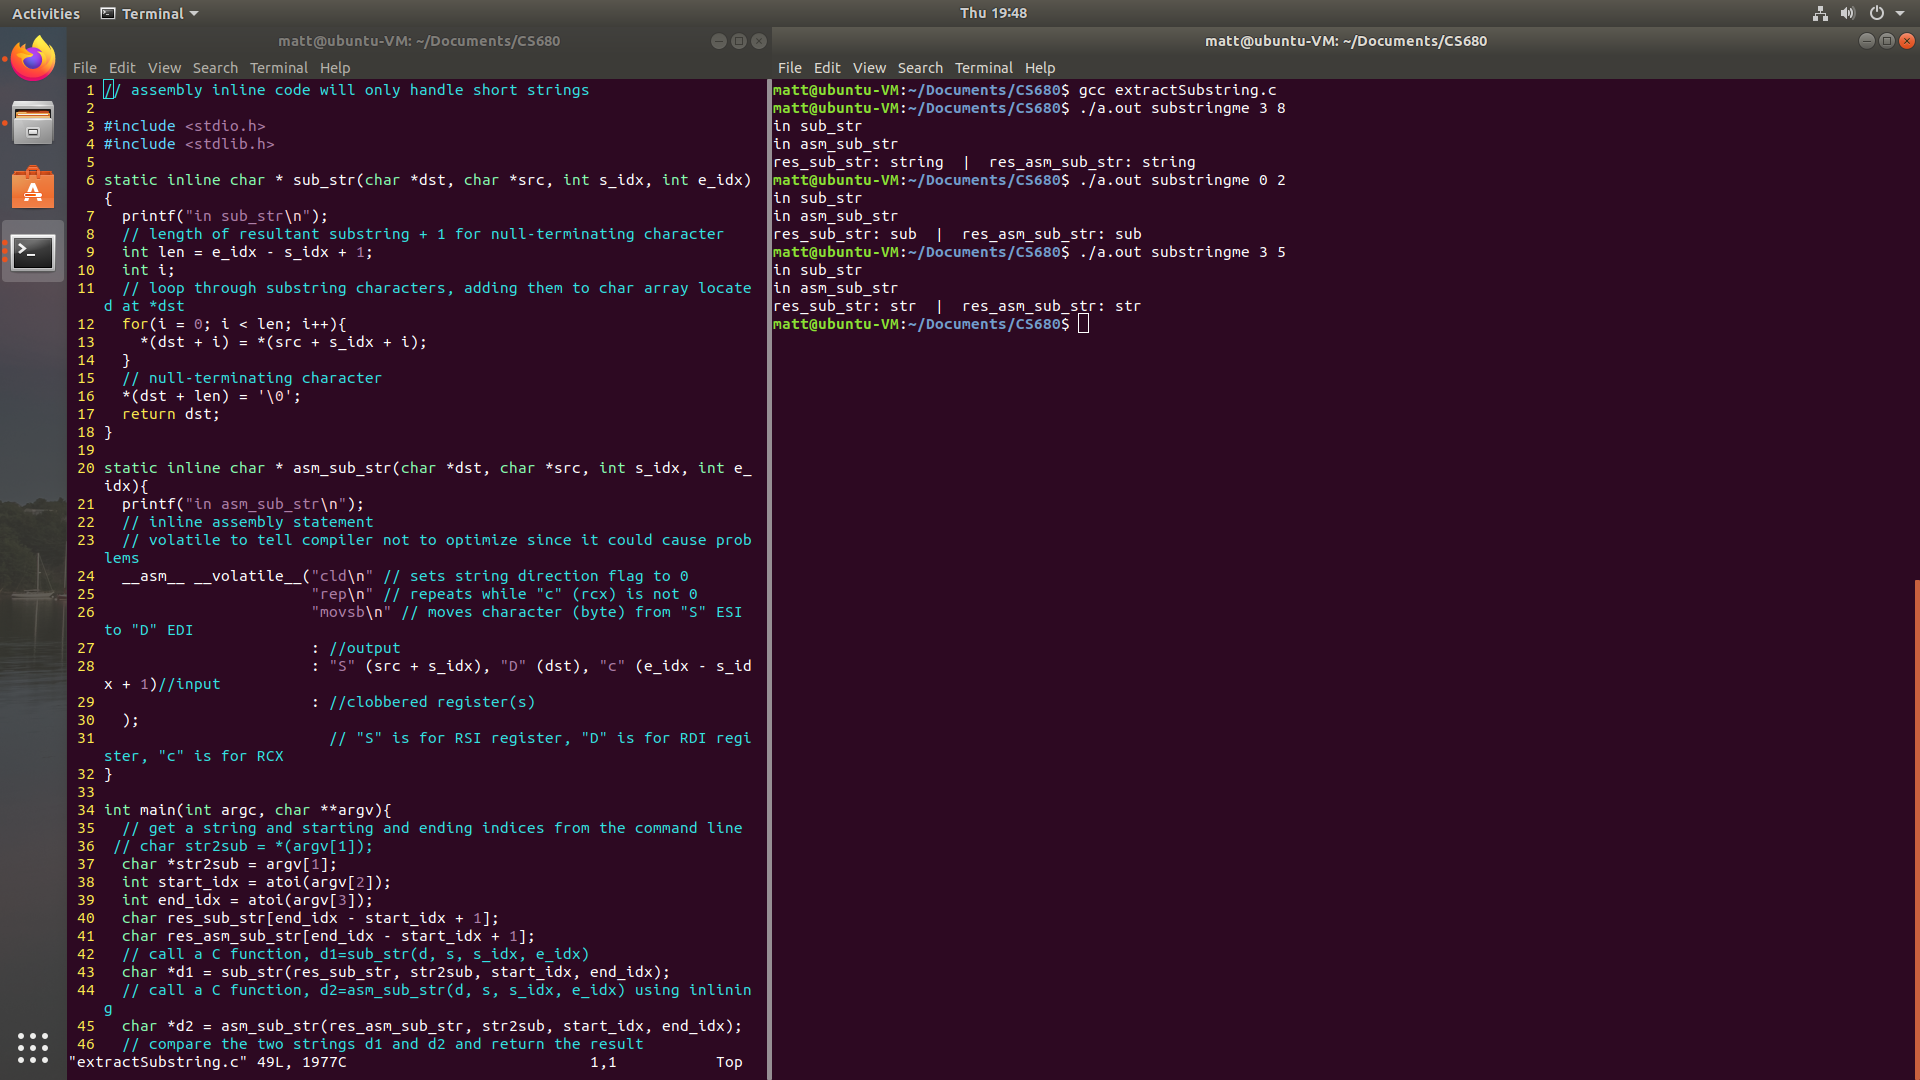 Activities Terminal Thu 19:48
matt@ubuntu-VM: ~/Documents/CS680
File Edit View Search Terminal Help
1 // assembly inline code will only handle short strings
2
3 #include <stdio.h>
4 #include <stdlib.h>
5
6 static inline char * sub_str(char *dst, char *src, int s_idx, int e_idx)
{
7   printf("in sub_str\n");
8   // length of resultant substring + 1 for null-terminating character
9   int len = e_idx - s_idx + 1;
10   int i;
11   // loop through substring characters, adding them to char array locate
d at *dst
12   for(i = 0; i < len; i++){
13     *(dst + i) = *(src + s_idx + i);
14   }
15   // null-terminating character
16   *(dst + len) = '\0';
17   return dst;
18 }
19
20 static inline char * asm_sub_str(char *dst, char *src, int s_idx, int e_
idx){
21   printf("in asm_sub_str\n");
22   // inline assembly statement
23   // volatile to tell compiler not to optimize since it could cause prob
lems
24   __asm__ __volatile__("cld\n" // sets string direction flag to 0
25                        "rep\n" // repeats while "c" (rcx) is not 0
26                        "movsb\n" // moves character (byte) from "S" ESI
to "D" EDI
27                        : //output
28                        : "S" (src + s_idx), "D" (dst), "c" (e_idx - s_id
x + 1)//input
29                        : //clobbered register(s)
30   );
31                          // "S" is for RSI register, "D" is for RDI regi
ster, "c" is for RCX
32 }
33
34 int main(int argc, char **argv){
35   // get a string and starting and ending indices from the command line
36  // char str2sub = *(argv[1]);
37   char *str2sub = argv[1];
38   int start_idx = atoi(argv[2]);
39   int end_idx = atoi(argv[3]);
40   char res_sub_str[end_idx - start_idx + 1];
41   char res_asm_sub_str[end_idx - start_idx + 1];
42   // call a C function, d1=sub_str(d, s, s_idx, e_idx)
43   char *d1 = sub_str(res_sub_str, str2sub, start_idx, end_idx);
44   // call a C function, d2=asm_sub_str(d, s, s_idx, e_idx) using inlinin
g
45   char *d2 = asm_sub_str(res_asm_sub_str, str2sub, start_idx, end_idx);
46   // compare the two strings d1 and d2 and return the result
"extractSubstring.c" 49L, 1977C 1,1 Top
matt@ubuntu-VM: ~/Documents/CS680
File Edit View Search Terminal Help
matt@ubuntu-VM:~/Documents/CS680$ gcc extractSubstring.c
matt@ubuntu-VM:~/Documents/CS680$ ./a.out substringme 3 8
in sub_str
in asm_sub_str
res_sub_str: string  |  res_asm_sub_str: string
matt@ubuntu-VM:~/Documents/CS680$ ./a.out substringme 0 2
in sub_str
in asm_sub_str
res_sub_str: sub  |  res_asm_sub_str: sub
matt@ubuntu-VM:~/Documents/CS680$ ./a.out substringme 3 5
in sub_str
in asm_sub_str
res_sub_str: str  |  res_asm_sub_str: str
matt@ubuntu-VM:~/Documents/CS680$